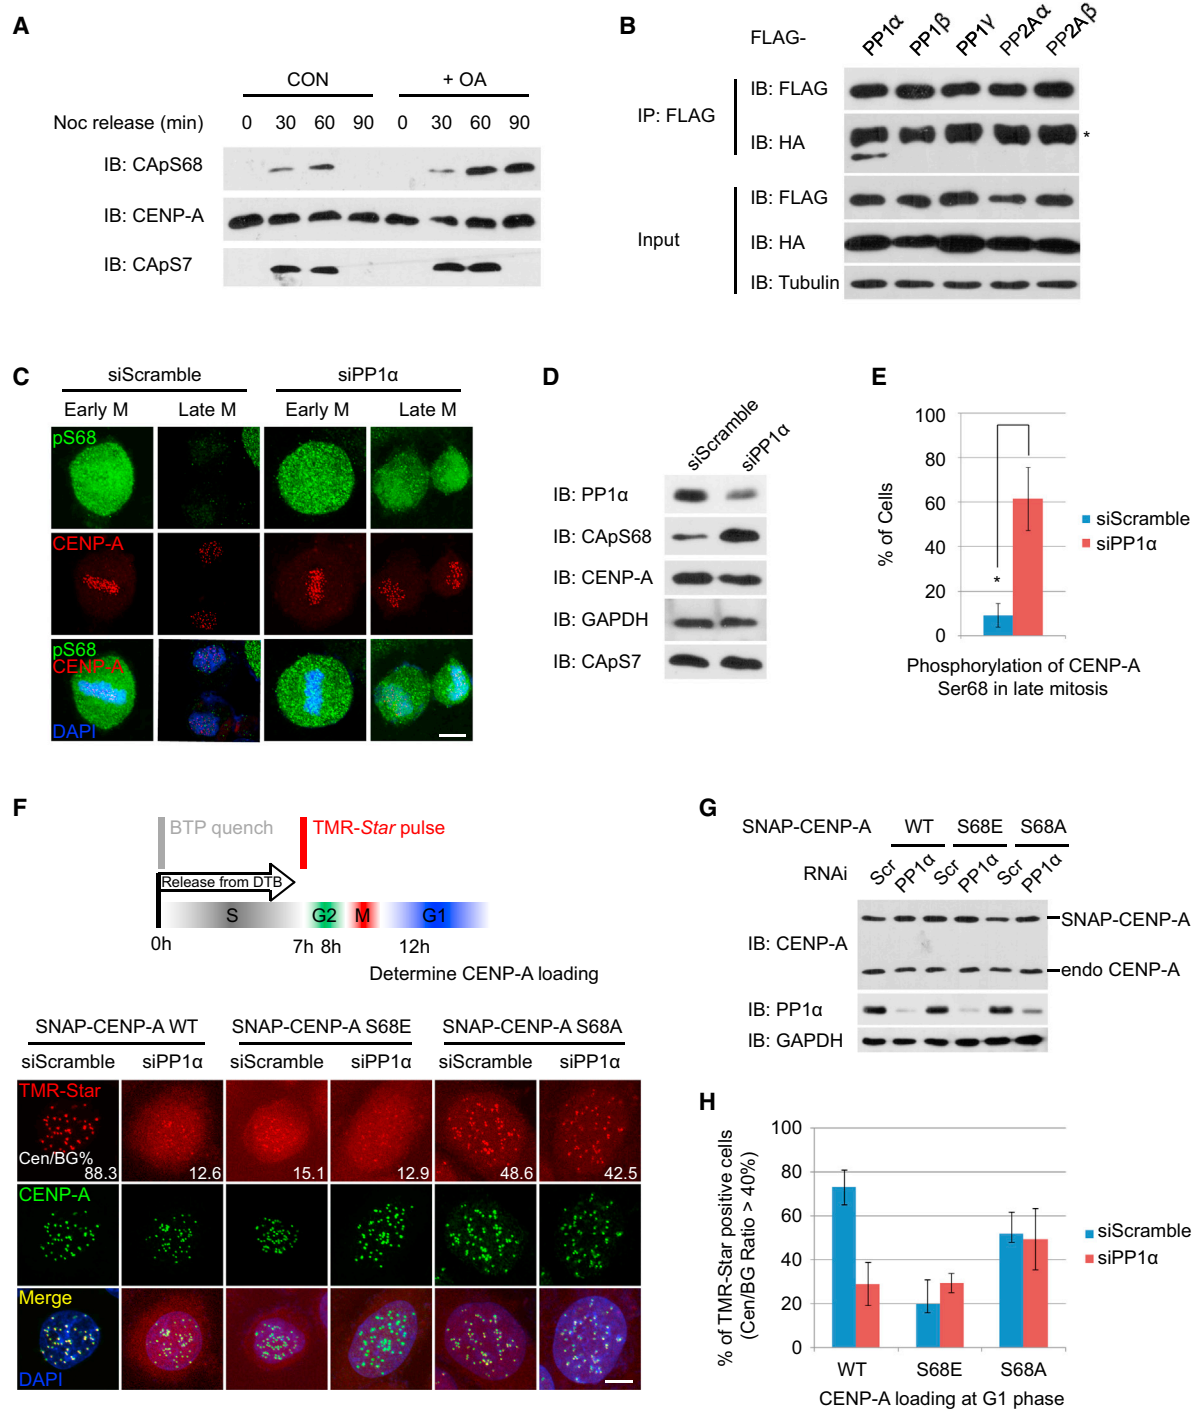 A
CON + OA
Noc release (min) 0 30 60 90 0 30 60 90
IB: CApS68
IB: CENP-A
IB: CApS7
B
FLAG- PP1α PP1β PP1γ PP2Aα PP2Aβ
IP: FLAG
IB: FLAG
IB: HA
*
Input
IB: FLAG
IB: HA
IB: Tubulin
C
siScramble siPP1α
Early M Late M Early M Late M
pS68
CENP-A
pS68
CENP-A
DAPI
D
siScramble siPP1α
IB: PP1α
IB: CApS68
IB: CENP-A
IB: GAPDH
IB: CApS7
E
% of Cells
100
80
60
40
20
0
*
siScramble
siPP1α
Phosphorylation of CENP-A
Ser68 in late mitosis
F
BTP quench TMR-Star pulse
Release from DTB
S G2 M G1
0h 7h 8h 12h
Determine CENP-A loading
SNAP-CENP-A WT SNAP-CENP-A S68E SNAP-CENP-A S68A
siScramble siPP1α siScramble siPP1α siScramble siPP1α
TMR-Star
Cen/BG%
88.3 12.6 15.1 12.9 48.6 42.5
CENP-A
Merge
DAPI
G
SNAP-CENP-A WT S68E S68A
RNAi Scr PP1α Scr PP1α Scr PP1α
IB: CENP-A
SNAP-CENP-A
endo CENP-A
IB: PP1α
IB: GAPDH
H
% of TMR-Star positive cells
(Cen/BG Ratio > 40%)
100
80
60
40
20
0
siScramble
siPP1α
WT S68E S68A
CENP-A loading at G1 phase